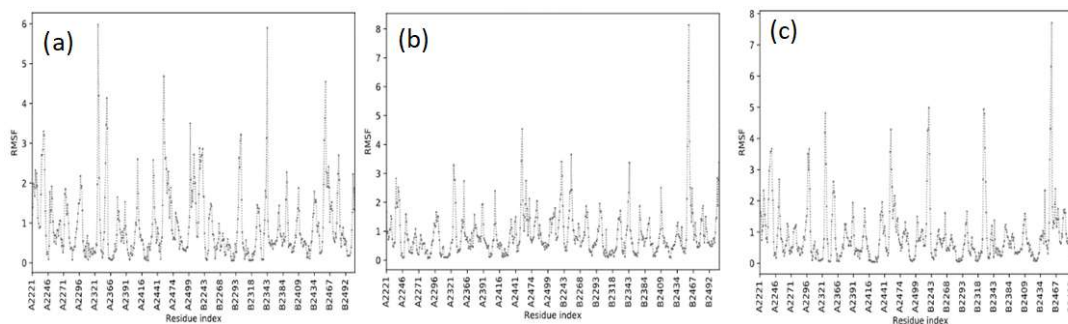 (a)
RMSF
6
5
4
3
2
1
0
A2221
A2246
A2271
A2296
A2321
A2366
A2391
A2416
A2441
A2474
A2499
B2243
B2268
B2293
B2318
B2343
B2384
B2409
B2434
B2467
B2492
Residue index
(b)
RMSF
8
7
6
5
4
3
2
1
0
A2221
A2246
A2271
A2296
A2321
A2366
A2391
A2416
A2441
A2474
A2499
B2243
B2268
B2293
B2318
B2343
B2384
B2409
B2434
B2467
B2492
Residue index
(c)
RMSF
8
7
6
5
4
3
2
1
0
A2221
A2246
A2271
A2296
A2321
A2366
A2391
A2416
A2441
A2474
A2499
B2243
B2268
B2293
B2318
B2343
B2384
B2409
B2434
B2467
Residue index